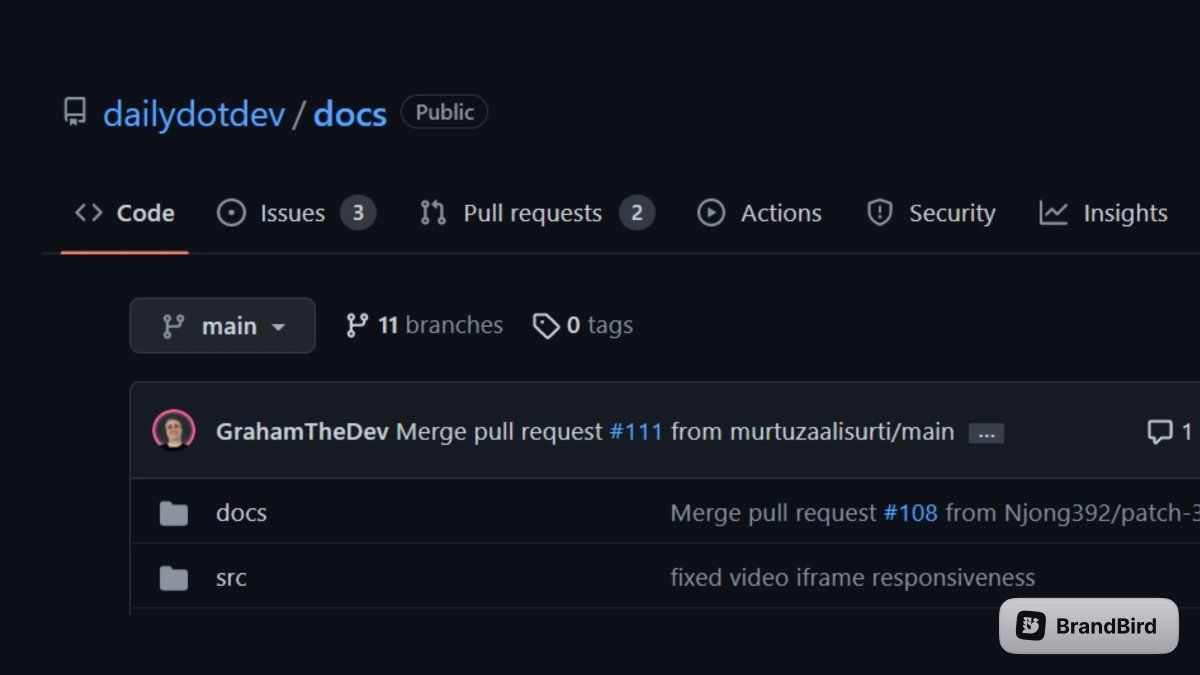 dailydotdev / docs Public
Code Issues 3 Pull requests 2 Actions Security Insights
main 11 branches 0 tags
GrahamTheDev Merge pull request #111 from murtuzaalisurti/main ... 1
docs Merge pull request #108 from Njong392/patch-3
src fixed video iframe responsiveness
BrandBird